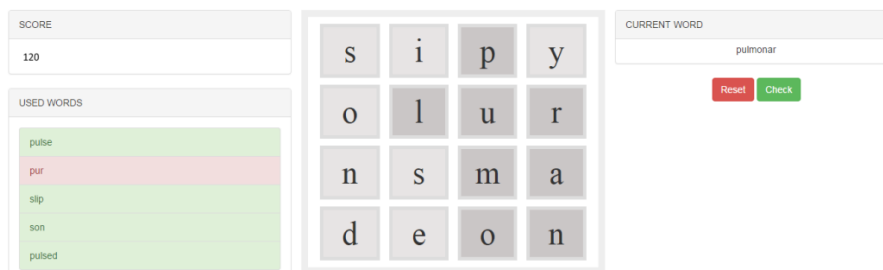 SCORE
120
USED WORDS
pulse
pur
slip
son
pulsed
s i p y
o l u r
n s m a
d e o n
CURRENT WORD
pulmonar
Reset Check